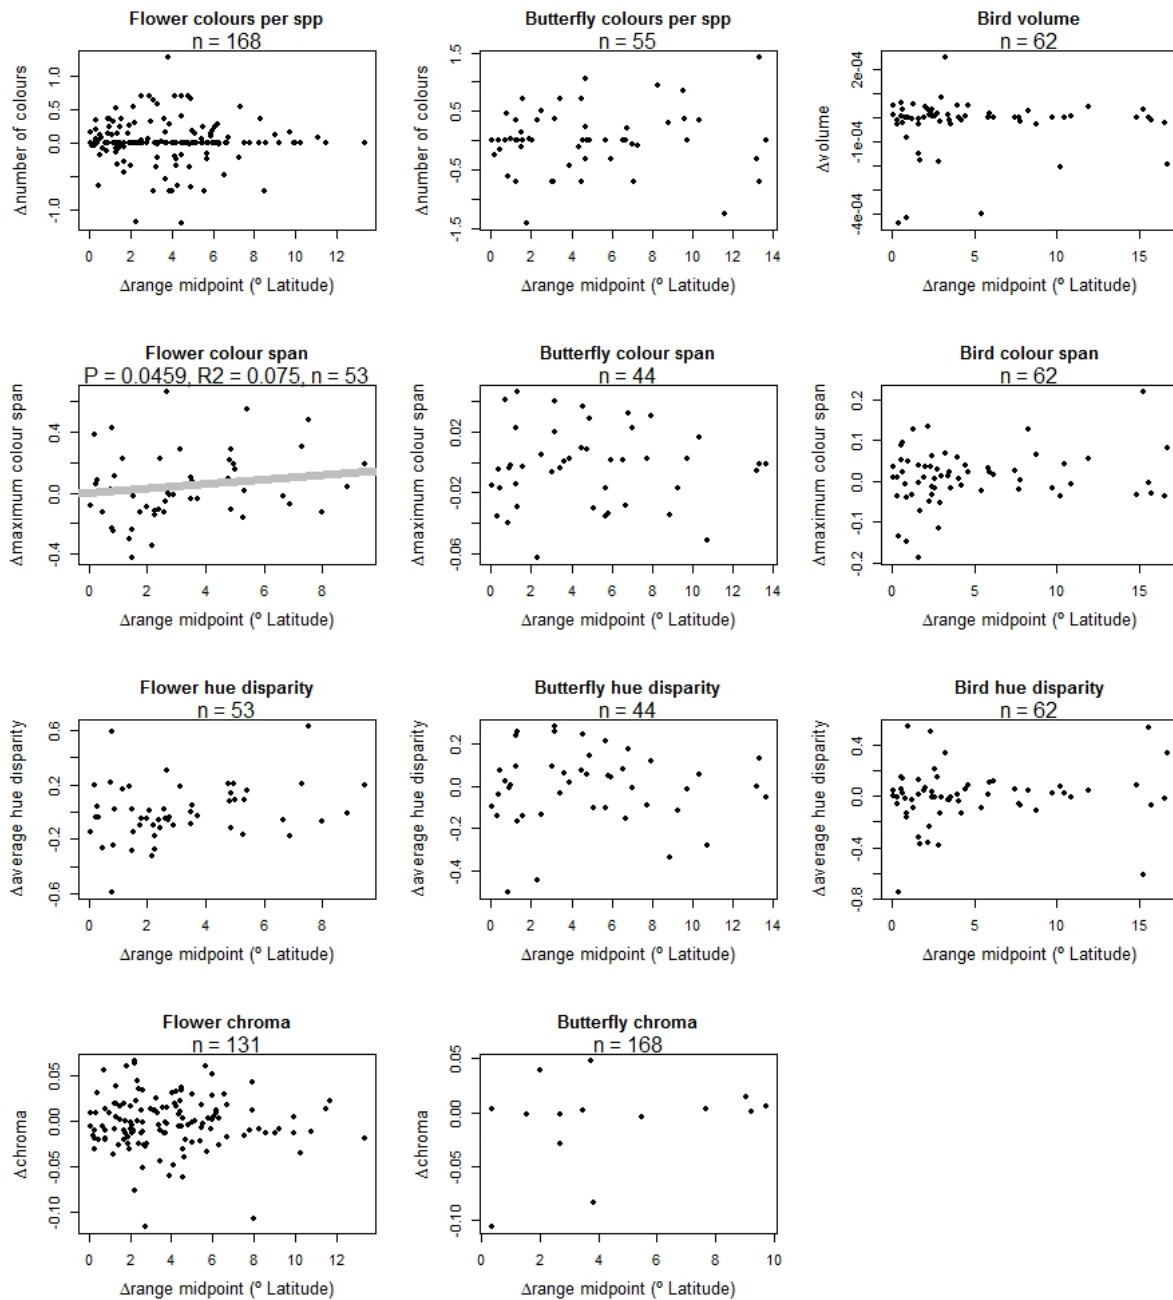 Flower colours per spp
n = 168
Δnumber of colours
1.0
0.5
0.0
-1.0
0 2 4 6 8 10 12
Δrange midpoint (º Latitude)
Butterfly colours per spp
n = 55
Δnumber of colours
1.5
0.5
-0.5
-1.5
0 2 4 6 8 10 12 14
Δrange midpoint (º Latitude)
Bird volume
n = 62
Δvolume
2e-04
-1e-04
-4e-04
0 5 10 15
Δrange midpoint (º Latitude)
Flower colour span
P = 0.0459, R2 = 0.075, n = 53
Δmaximum colour span
0.4
0.0
-0.4
0 2 4 6 8
Δrange midpoint (º Latitude)
Butterfly colour span
n = 44
Δmaximum colour span
0.02
-0.02
-0.06
0 2 4 6 8 10 12 14
Δrange midpoint (º Latitude)
Bird colour span
n = 62
Δmaximum colour span
0.2
0.1
0.0
-0.1
-0.2
0 5 10 15
Δrange midpoint (º Latitude)
Flower hue disparity
n = 53
Δaverage hue disparity
0.6
0.2
-0.2
-0.6
0 2 4 6 8
Δrange midpoint (º Latitude)
Butterfly hue disparity
n = 44
Δaverage hue disparity
0.2
0.0
-0.2
-0.4
0 2 4 6 8 10 12 14
Δrange midpoint (º Latitude)
Bird hue disparity
n = 62
Δaverage hue disparity
0.4
0.0
-0.4
-0.8
0 5 10 15
Δrange midpoint (º Latitude)
Flower chroma
n = 131
Δchroma
0.05
0.00
-0.05
-0.10
0 2 4 6 8 10 12
Δrange midpoint (º Latitude)
Butterfly chroma
n = 168
Δchroma
0.05
0.00
-0.05
-0.10
0 2 4 6 8 10
Δrange midpoint (º Latitude)